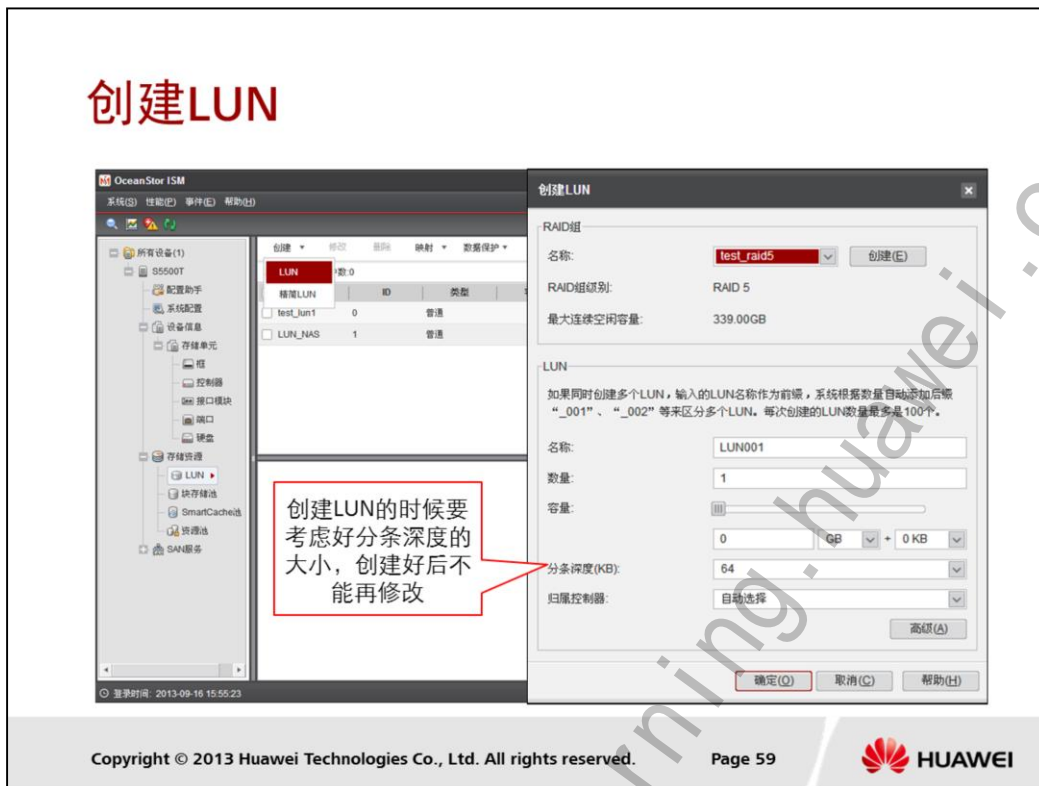 创建LUN
OceanStor ISM
系统(S) 性能(P) 事件(E) 帮助(H)
所有设备(1)
S5500T
配置助手
系统配置
设备信息
存储单元
框
控制器
接口模块
端口
硬盘
存储资源
LUN
块存储池
SmartCache池
资源池
SAN服务
创建 修改 删除 映射 数据保护
LUN
数:0
精简LUN
ID 类型
test_lun1 0 普通
LUN_NAS 1 普通
创建LUN的时候要
考虑好分条深度的
大小，创建好后不
能再修改
登录时间: 2013-09-16 15:55:23
创建LUN
RAID组
名称: test_raid5 创建(E)
RAID组级别: RAID 5
最大连续空闲容量: 339.00GB
LUN
如果同时创建多个LUN，输入的LUN名称作为前缀，系统根据数量自动添加后缀
“_001”、“_002”等来区分多个LUN。每次创建的LUN数量最多是100个。
名称: LUN001
数量: 1
容量:
0 GB + 0 KB
分条深度(KB): 64
归属控制器: 自动选择
高级(A)
确定(O) 取消(C) 帮助(H)
Copyright © 2013 Huawei Technologies Co., Ltd. All rights reserved. Page 59
HUAWEI
rning.huawei.c